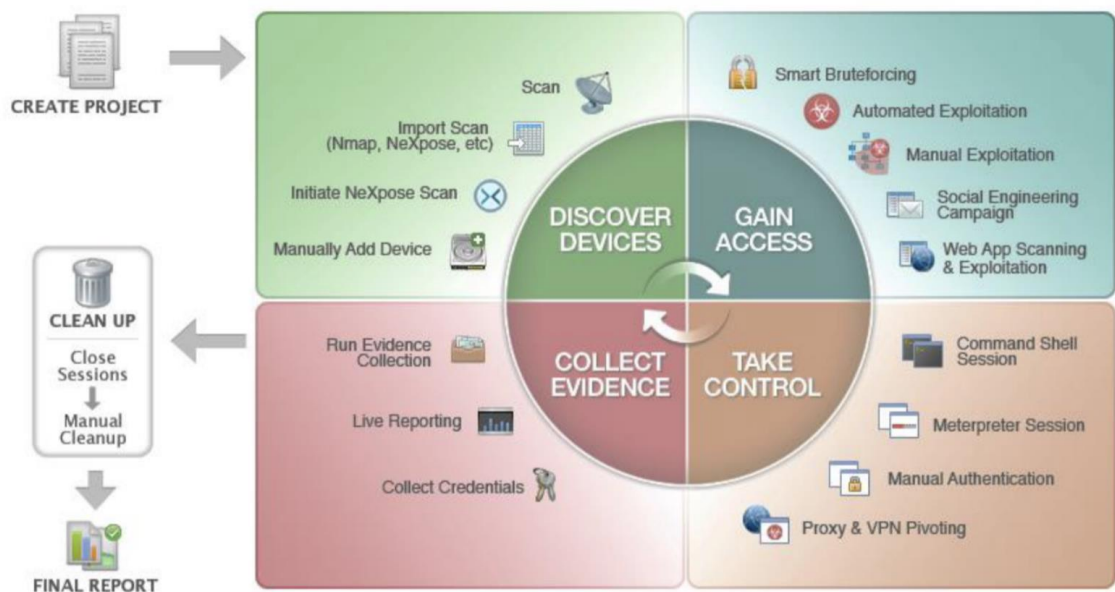 CREATE PROJECT
Scan
Import Scan
(Nmap, NeXpose, etc)
Initiate NeXpose Scan
Manually Add Device
DISCOVER
DEVICES
GAIN
ACCESS
Smart Bruteforcing
Automated Exploitation
Manual Exploitation
Social Engineering
Campaign
Web App Scanning
& Exploitation
CLEAN UP
Close
Sessions
Manual
Cleanup
FINAL REPORT
Run Evidence
Collection
Live Reporting
Collect Credentials
COLLECT
EVIDENCE
TAKE
CONTROL
Command Shell
Session
Meterpreter Session
Manual Authentication
Proxy & VPN Pivoting